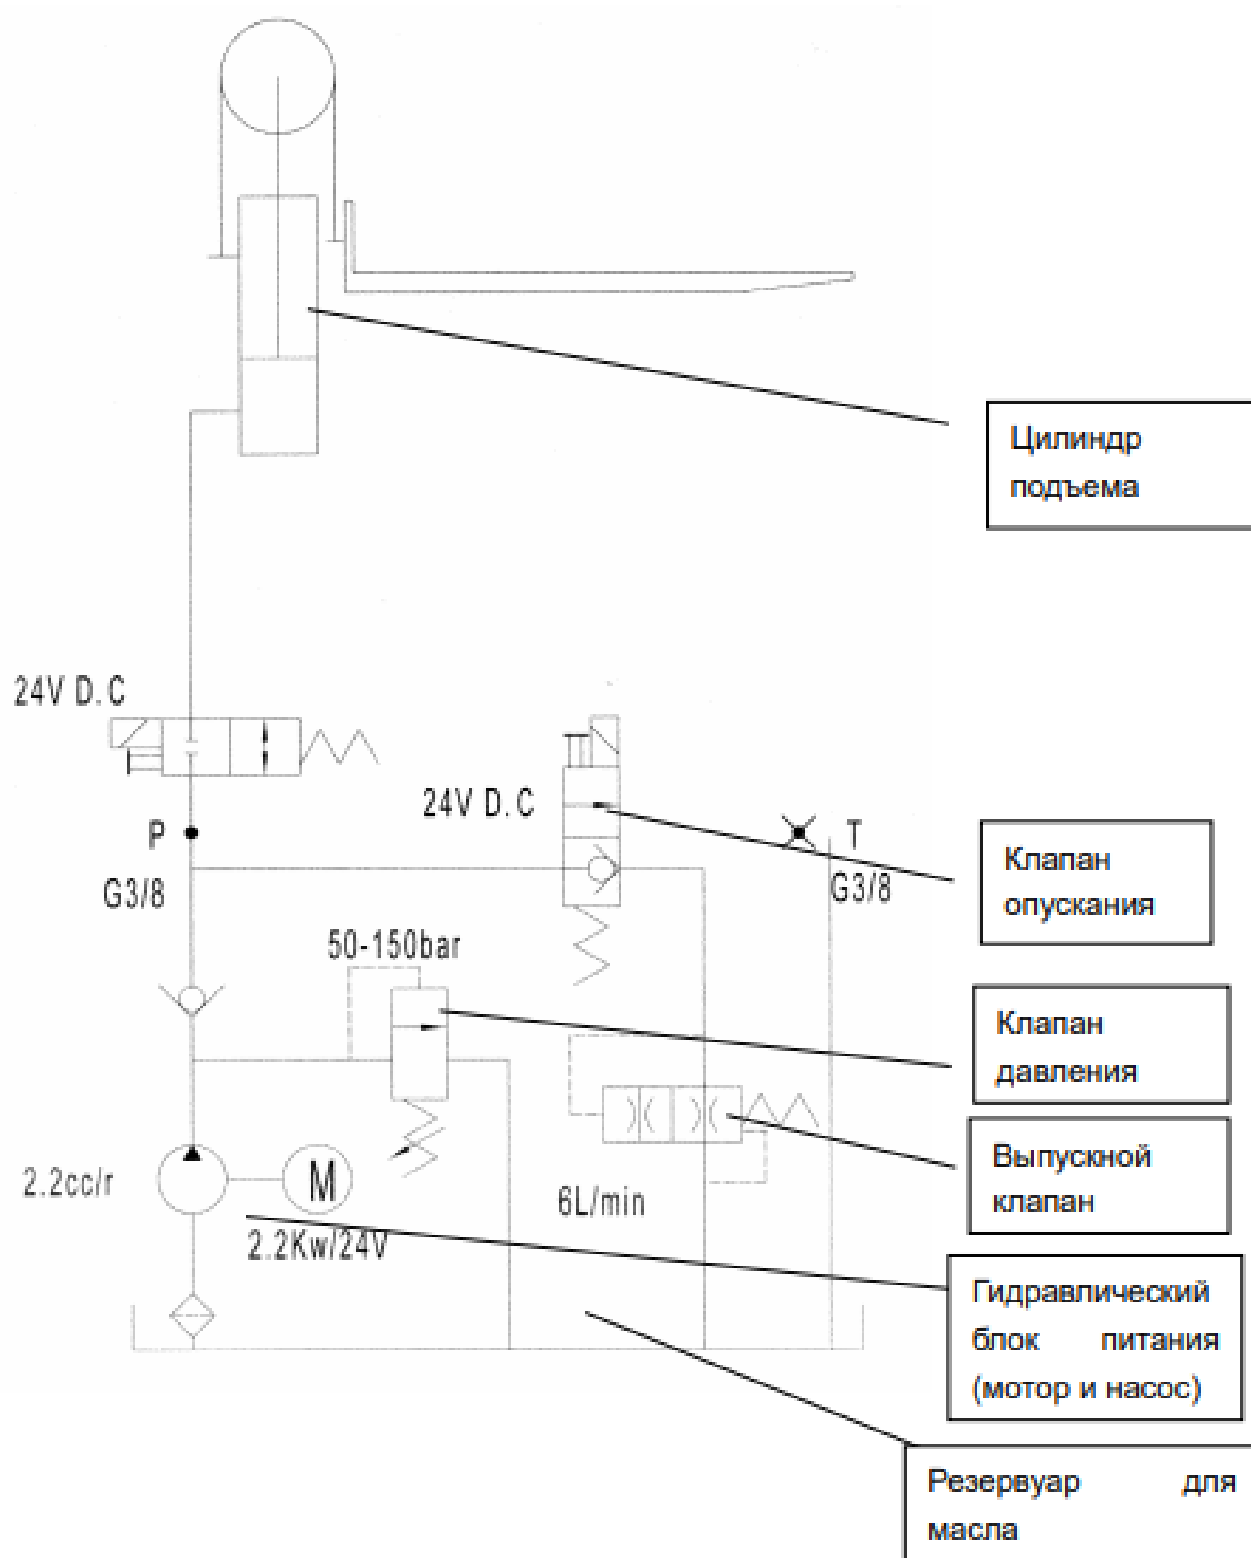 Цилиндр
подъема
24V D.C
24V D.C
P
T
G3/8
G3/8
Клапан
опускания
50-150bar
Клапан
давления
Выпускной
клапан
2.2cc/r
M
6L/min
2.2Kw/24V
Гидравлический
блок питания
(мотор и насос)
Резервуар для
масла